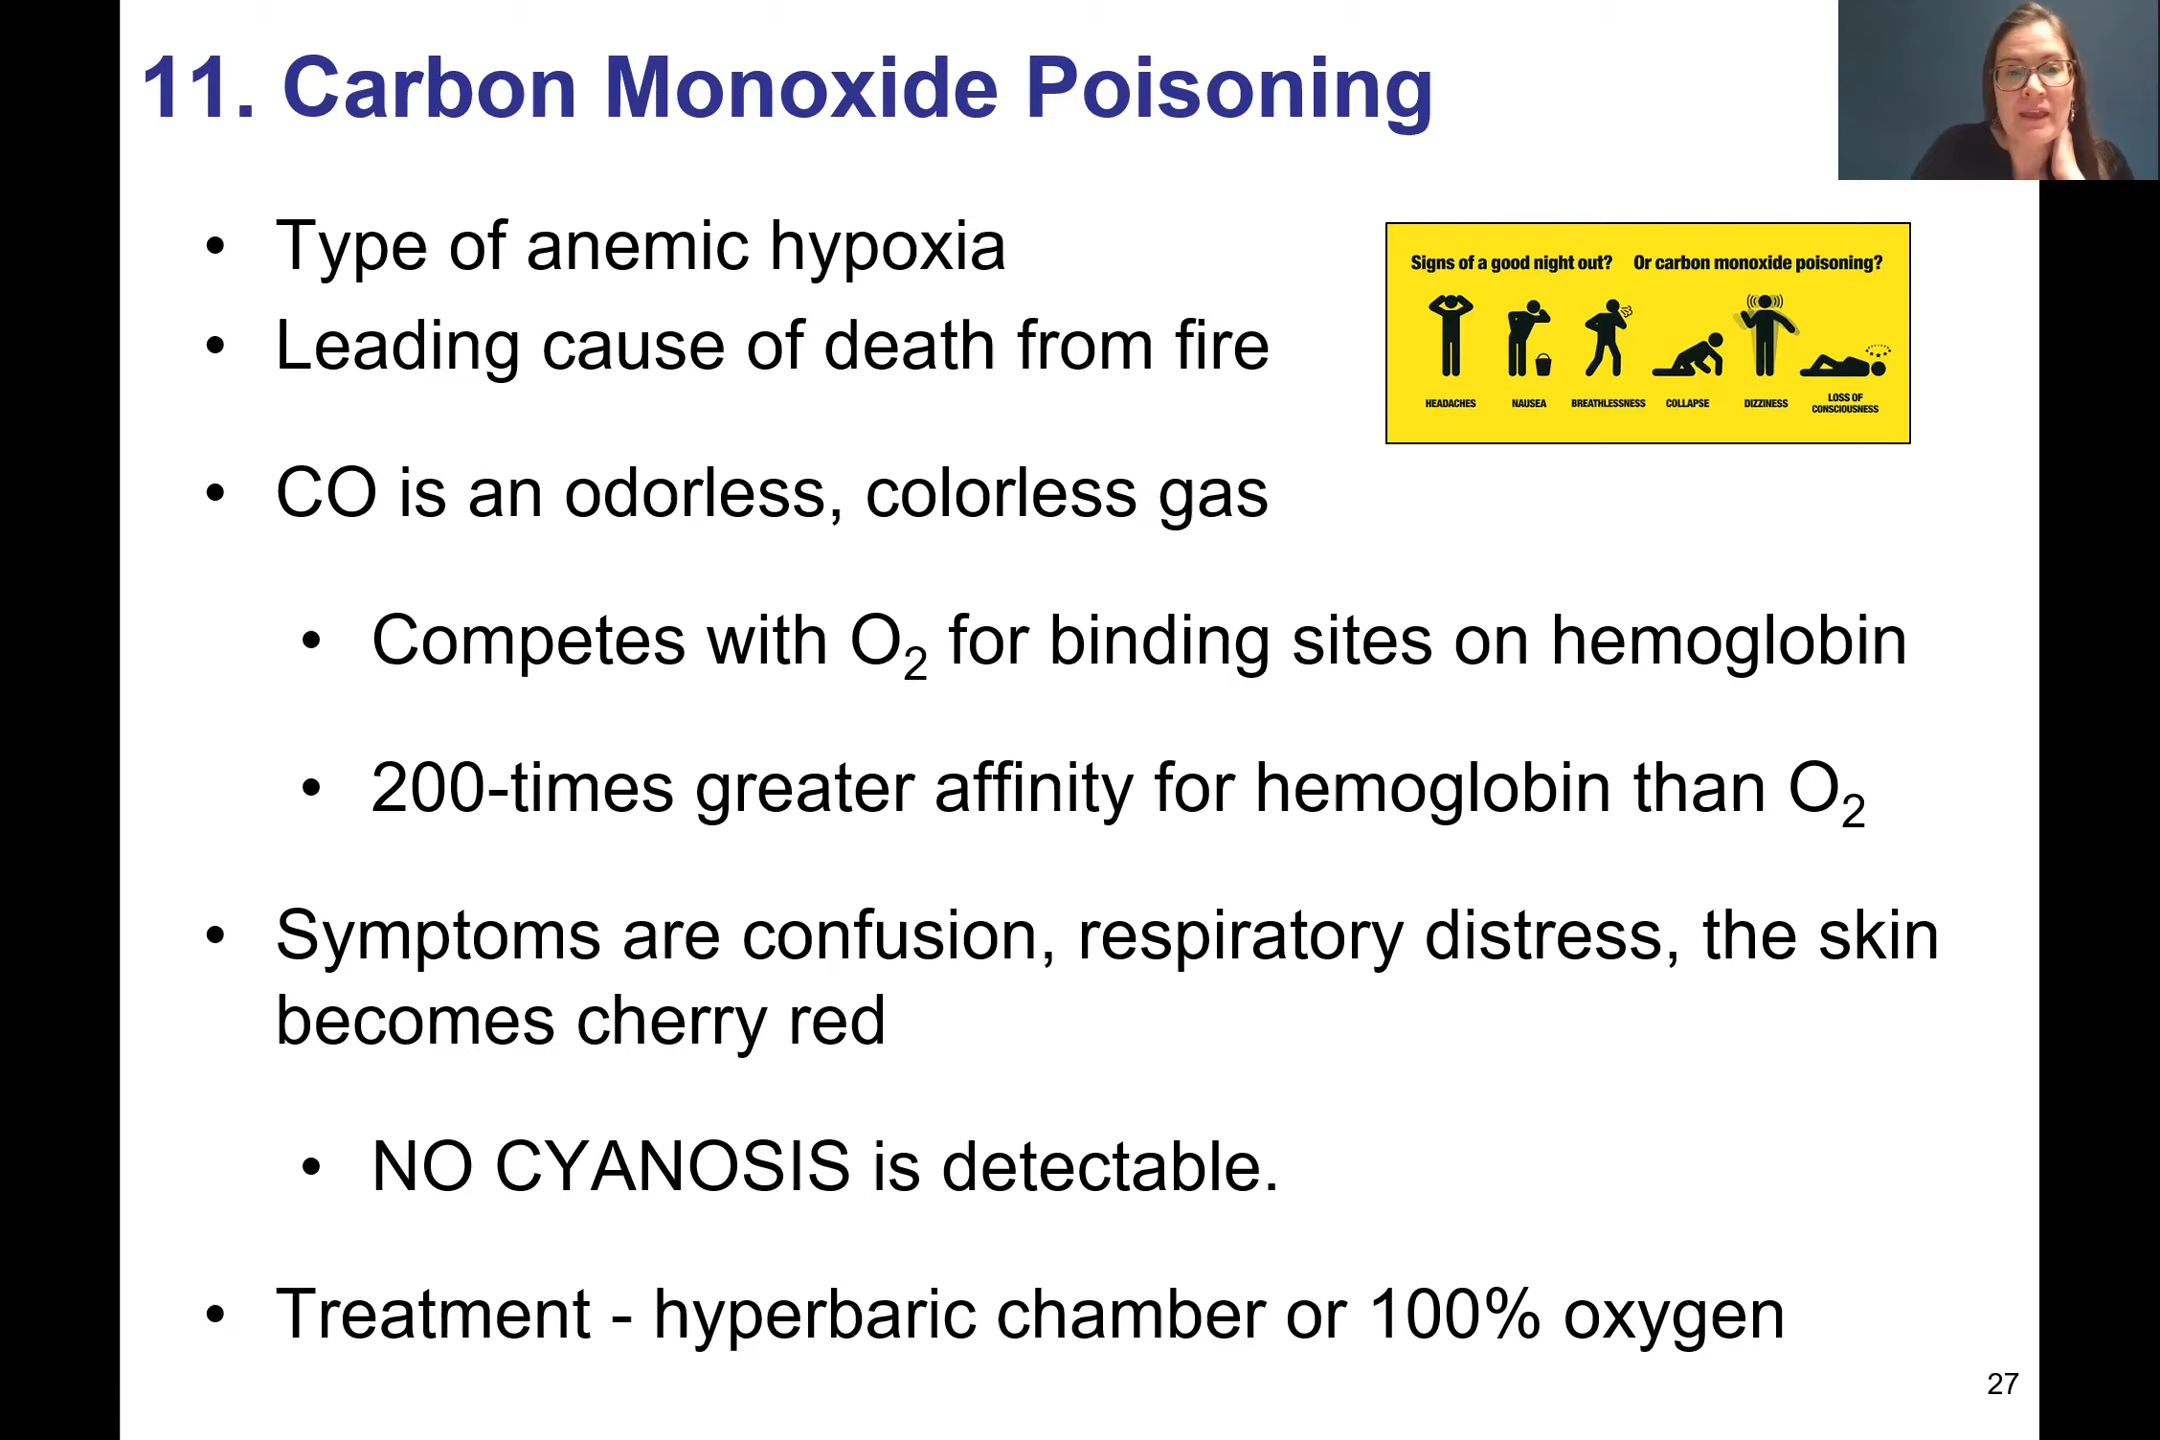 11. Carbon Monoxide Poisoning
• Type of anemic hypoxia
• Leading cause of death from fire
Signs of a good night out? Or carbon monoxide poisoning?
HEADACHES NAUSEA BREATHLESSNESS COLLAPSE DIZZINESS LOSS OF
CONSCIOUSNESS
• CO is an odorless, colorless gas
• Competes with O₂ for binding sites on hemoglobin
• 200-times greater affinity for hemoglobin than O₂
• Symptoms are confusion, respiratory distress, the skin
becomes cherry red
• NO CYANOSIS is detectable.
• Treatment - hyperbaric chamber or 100% oxygen
27